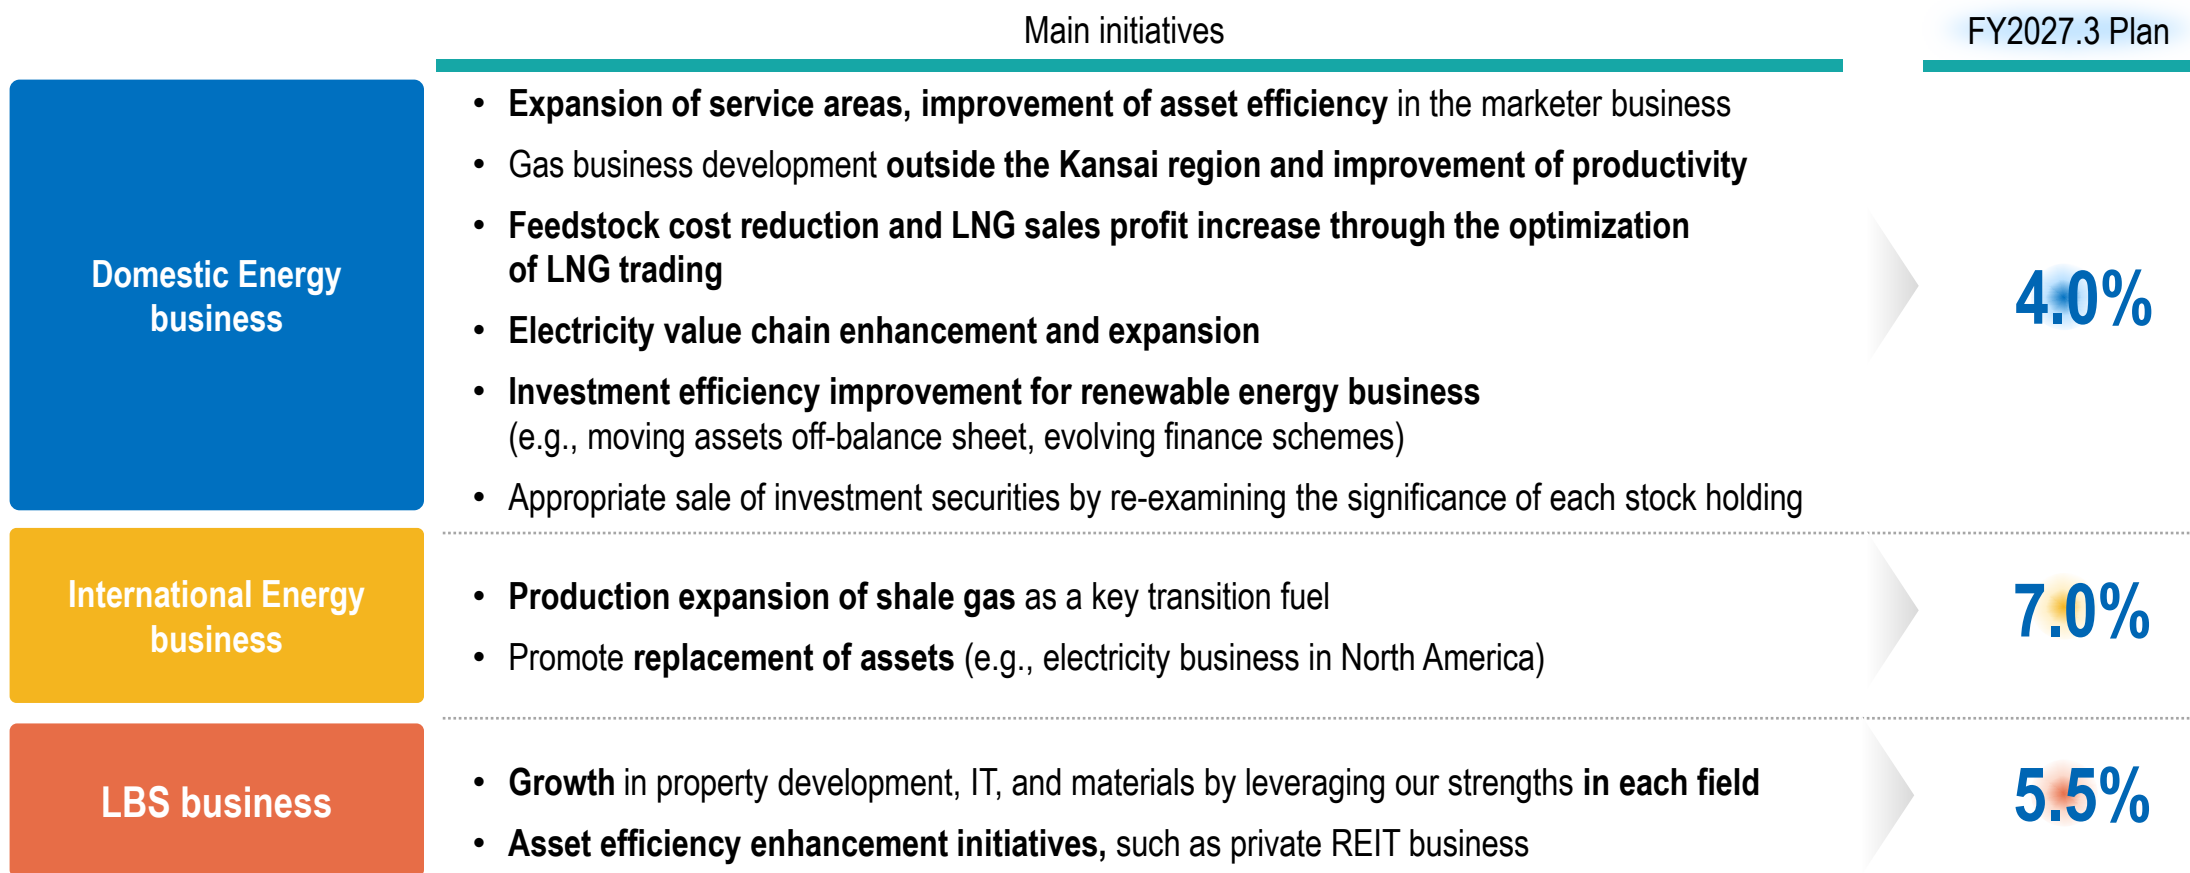 Main initiatives
FY2027.3 Plan
Domestic Energy
business
• Expansion of service areas, improvement of asset efficiency in the marketer business
• Gas business development outside the Kansai region and improvement of productivity
• Feedstock cost reduction and LNG sales profit increase through the optimization
of LNG trading
• Electricity value chain enhancement and expansion
• Investment efficiency improvement for renewable energy business
(e.g., moving assets off-balance sheet, evolving finance schemes)
• Appropriate sale of investment securities by re-examining the significance of each stock holding
4.0%
International Energy
business
• Production expansion of shale gas as a key transition fuel
• Promote replacement of assets (e.g., electricity business in North America)
7.0%
LBS business
• Growth in property development, IT, and materials by leveraging our strengths in each field
• Asset efficiency enhancement initiatives, such as private REIT business
5.5%